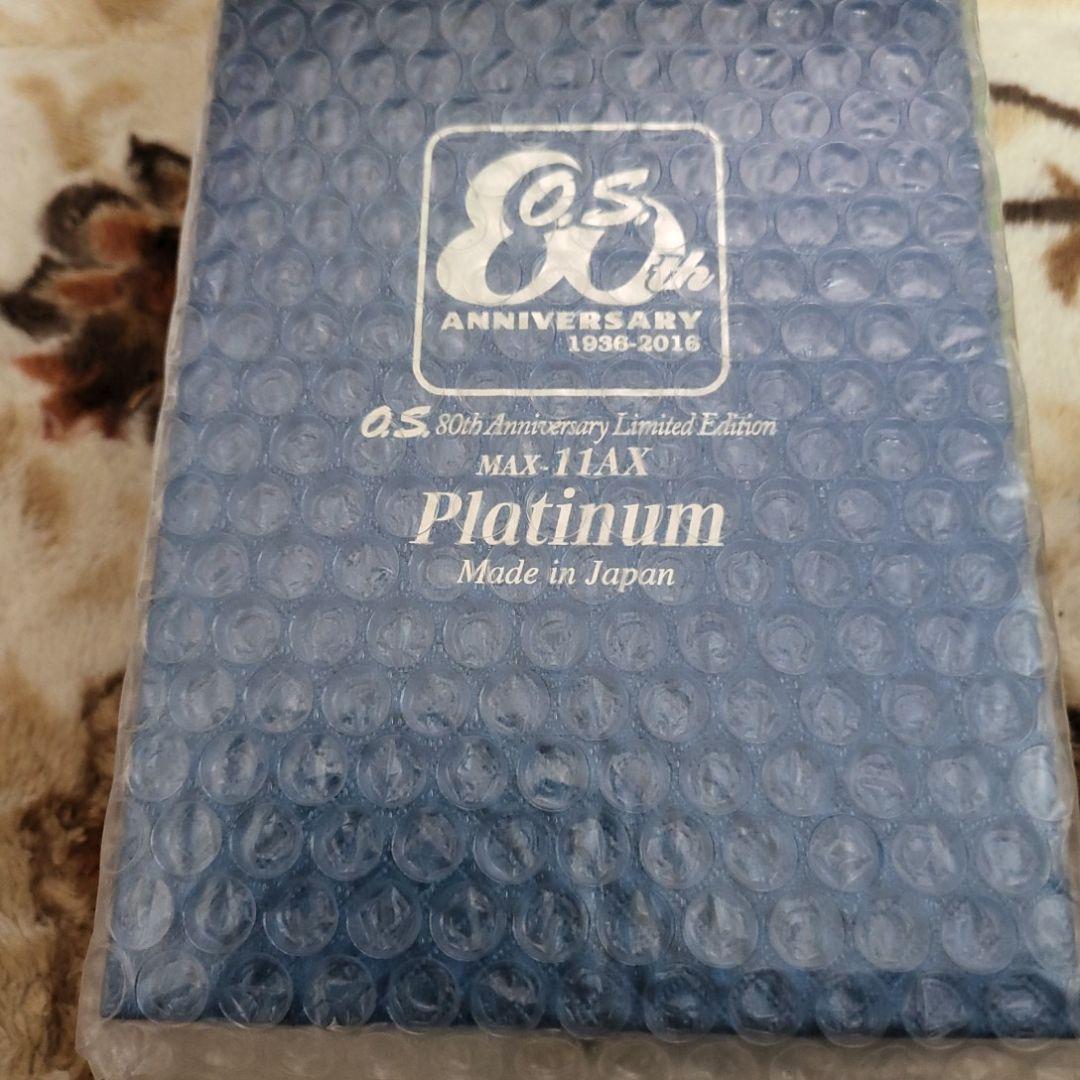 O.S.
80th
ANNIVERSARY
1936-2016
O.S. 80th Anniversary Limited Edition
MAX-11AX
Platinum
Made in Japan